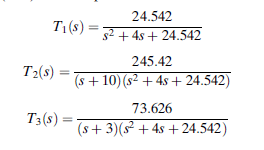 T₁(s) = 24.542 / (s² + 4s + 24.542)
T₂(s) = 245.42 / ((s + 10)(s² + 4s + 24.542))
T₃(s) = 73.626 / ((s + 3)(s² + 4s + 24.542))